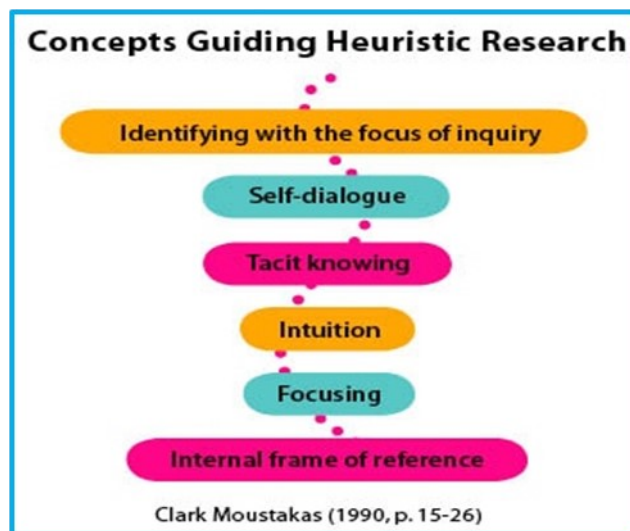 Concepts Guiding Heuristic Research
Identifying with the focus of inquiry
Self-dialogue
Tacit knowing
Intuition
Focusing
Internal frame of reference
Clark Moustakas (1990, p. 15-26)